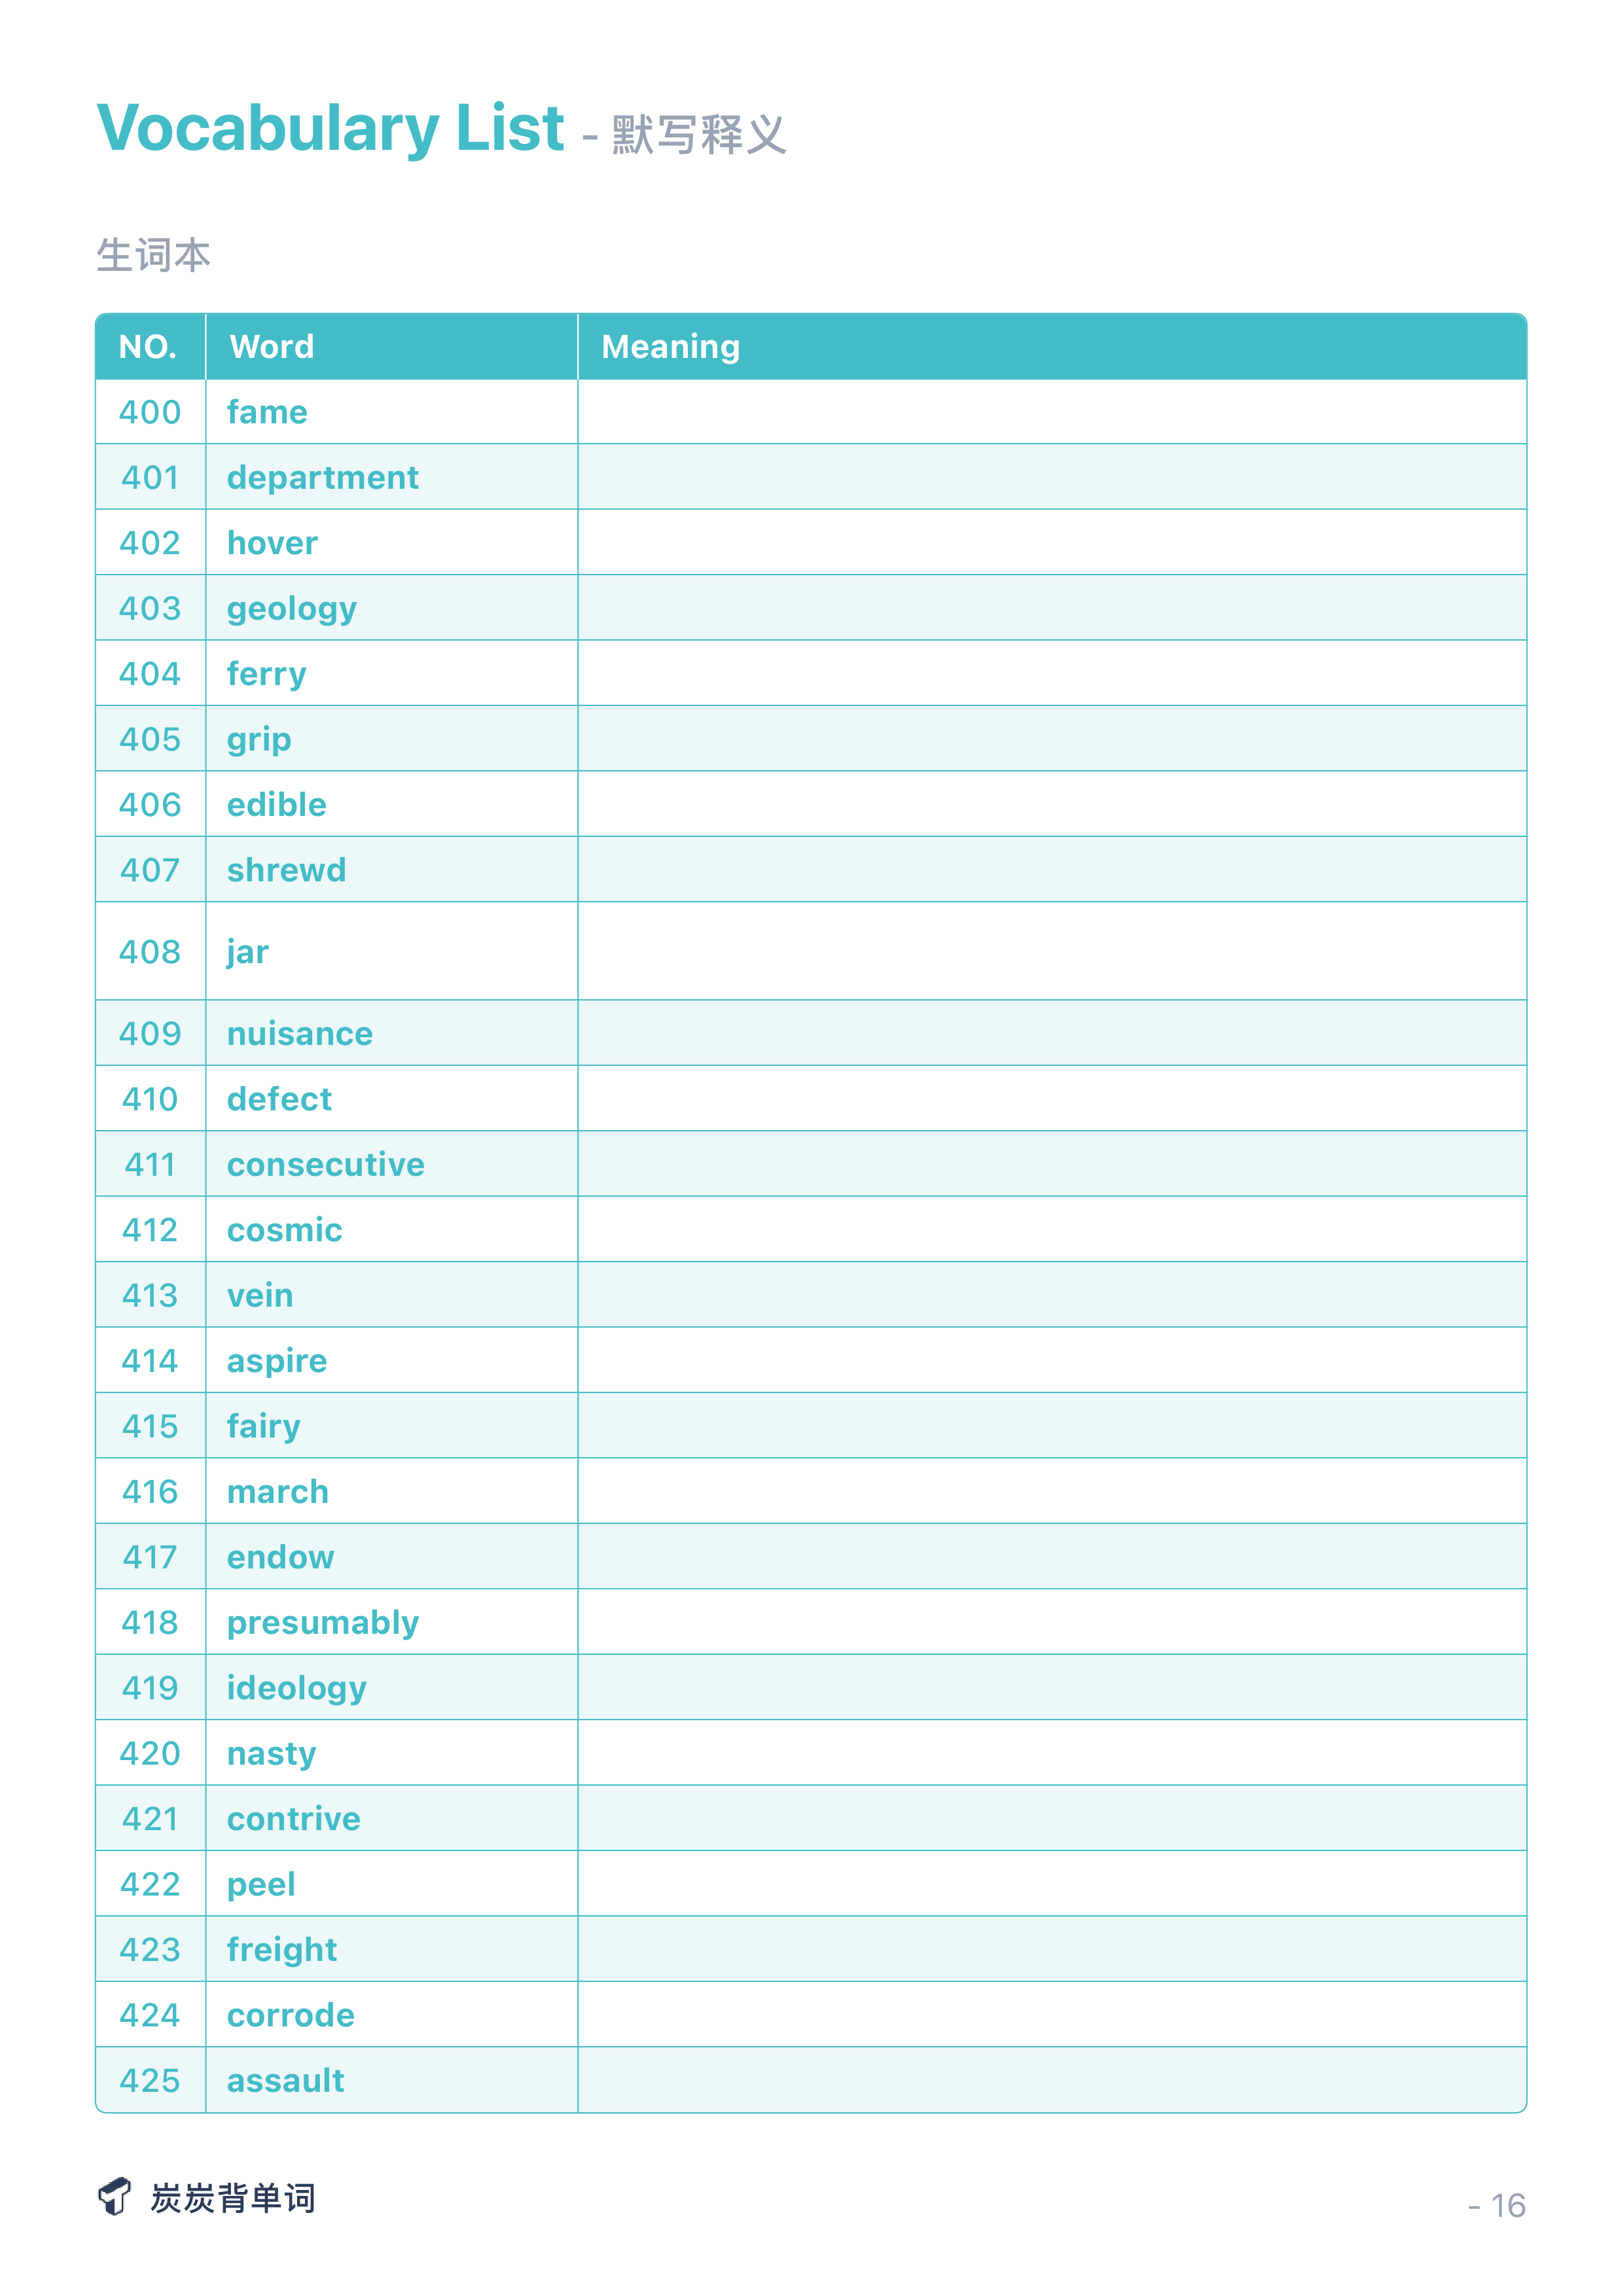 Vocabulary List - 默写释义
生词本
NO. Word Meaning
400 fame
401 department
402 hover
403 geology
404 ferry
405 grip
406 edible
407 shrewd
408 jar
409 nuisance
410 defect
411 consecutive
412 cosmic
413 vein
414 aspire
415 fairy
416 march
417 endow
418 presumably
419 ideology
420 nasty
421 contrive
422 peel
423 freight
424 corrode
425 assault
炭炭背单词
- 16